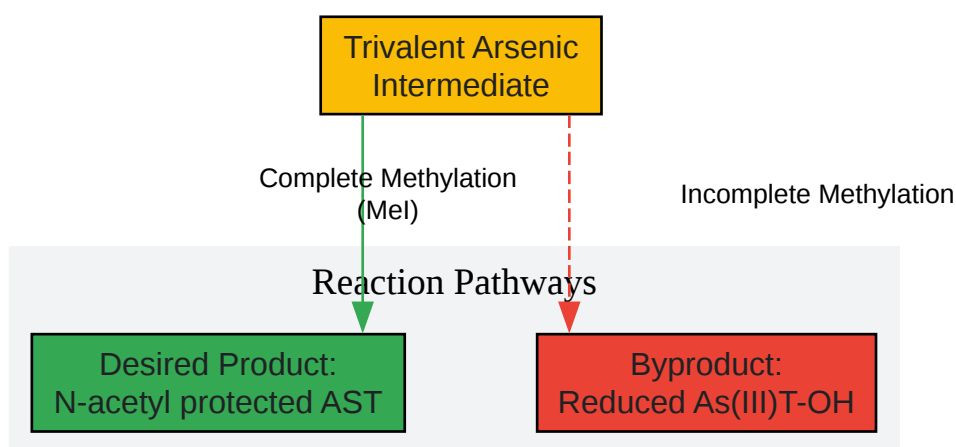 Trivalent Arsenic
Intermediate
Complete Methylation
(MeI)
Incomplete Methylation
Reaction Pathways
Desired Product:
N-acetyl protected AST
Byproduct:
Reduced As(III)T-OH